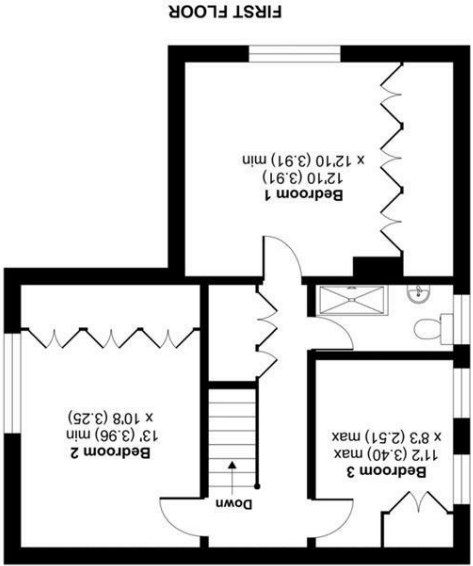 FIRST FLOOR
Bedroom 1
12'10 (3.91)
x 12'10 (3.91) min
Bedroom 2
13' (3.96) min
x 10'8 (3.25)
Bedroom 3
11'2 (3.40) max
x 8'3 (2.51) max
Down